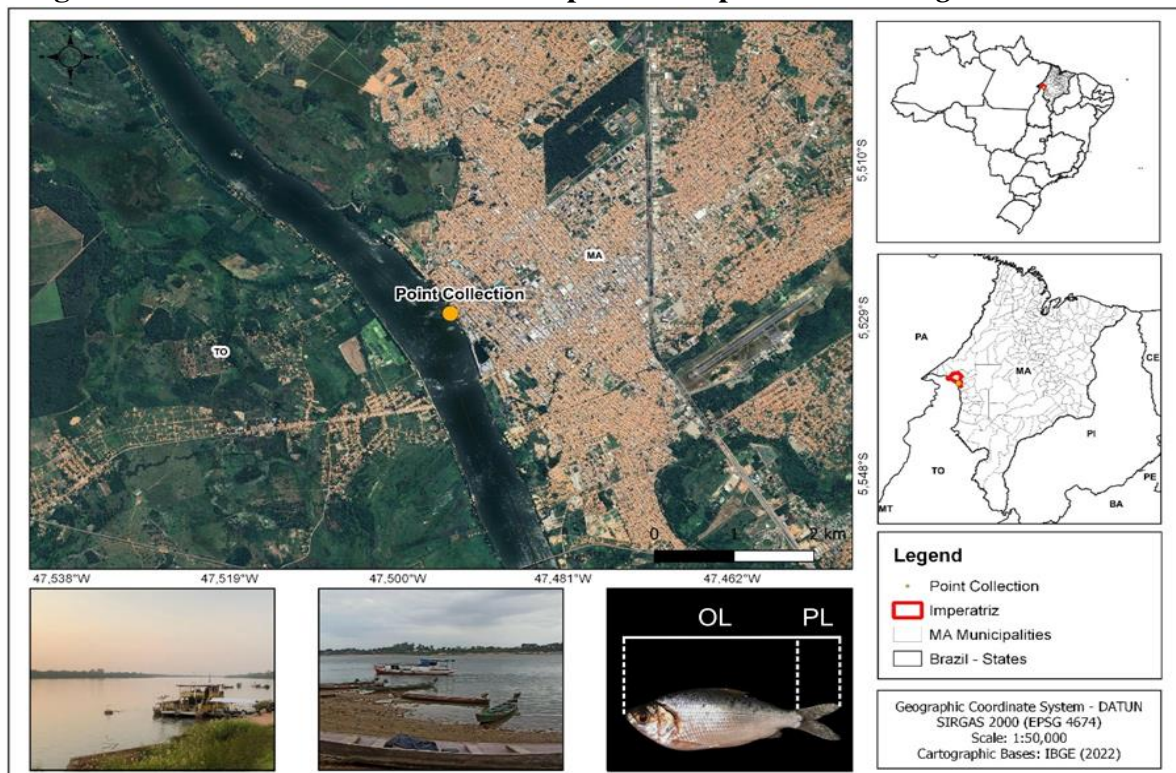 MA
Point Collection
TO
0 1 2 km
5,510°S
5,529°S
5,548°S
47,538°W 47,519°W 47,500°W 47,481°W 47,462°W
PA
CE
MA
PI
TO
PE
MT
BA
OL PL
Legend
Point Collection
Imperatriz
MA Municipalities
Brazil - States
Geographic Coordinate System - DATUN
SIRGAS 2000 (EPSG 4674)
Scale: 1:50,000
Cartographic Bases: IBGE (2022)